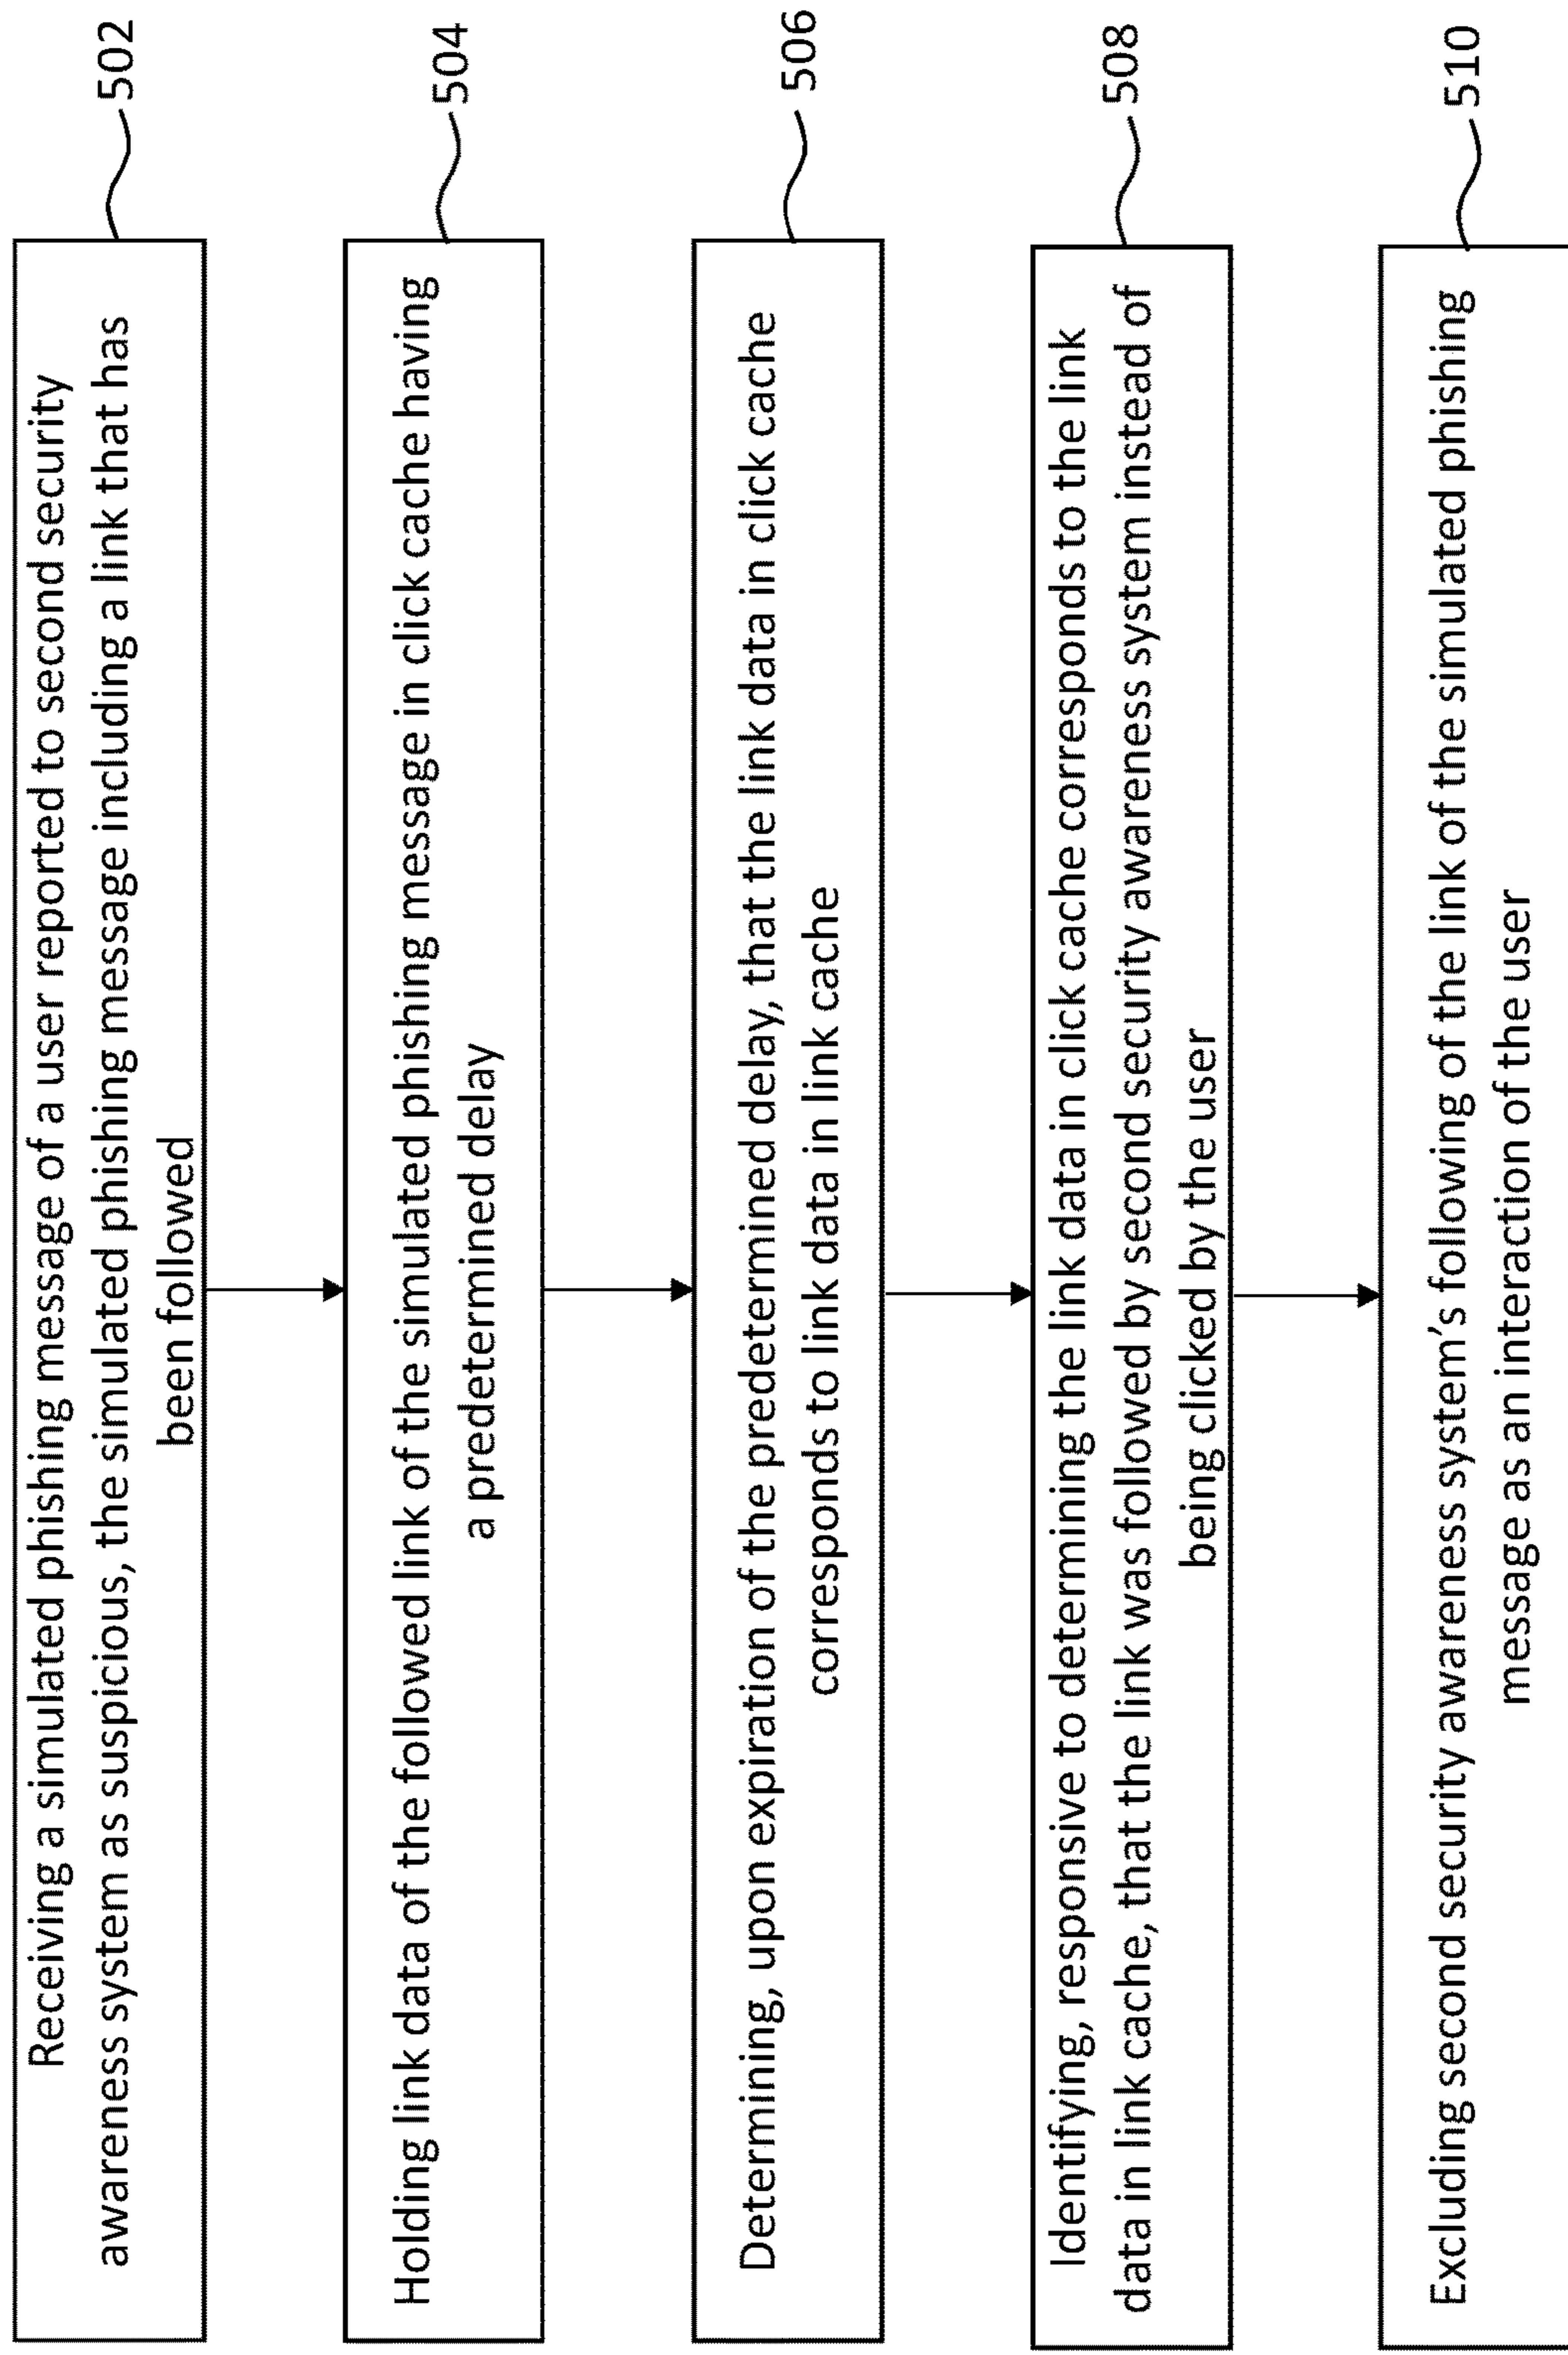 Receiving a simulated phishing message of a user reported to second security
awareness system as suspicious, the simulated phishing message including a link that has
been followed
502
Holding link data of the followed link of the simulated phishing message in click cache having
a predetermined delay
504
Determining, upon expiration of the predetermined delay, that the link data in click cache
corresponds to link data in link cache
506
Identifying, responsive to determining the link data in click cache corresponds to the link
data in link cache, that the link was followed by second security awareness system instead of
being clicked by the user
508
Excluding second security awareness system’s following of the link of the simulated phishing
message as an interaction of the user
510